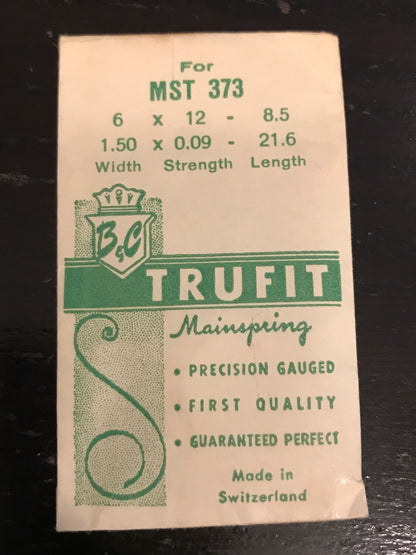 For
MST 373
6 x 12 - 8.5
1.50 x 0.09 - 21.6
Width Strength Length
B&C
TRUFIT
Mainspring
• PRECISION GAUGED
• FIRST QUALITY
• GUARANTEED PERFECT
Made in
Switzerland